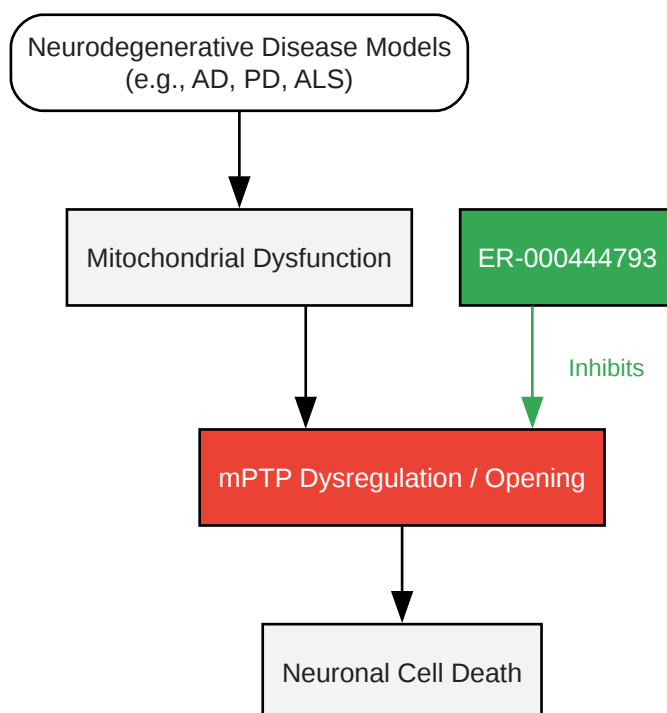 Neurodegenerative Disease Models
(e.g., AD, PD, ALS)
Mitochondrial Dysfunction
ER-000444793
Inhibits
mPTP Dysregulation / Opening
Neuronal Cell Death